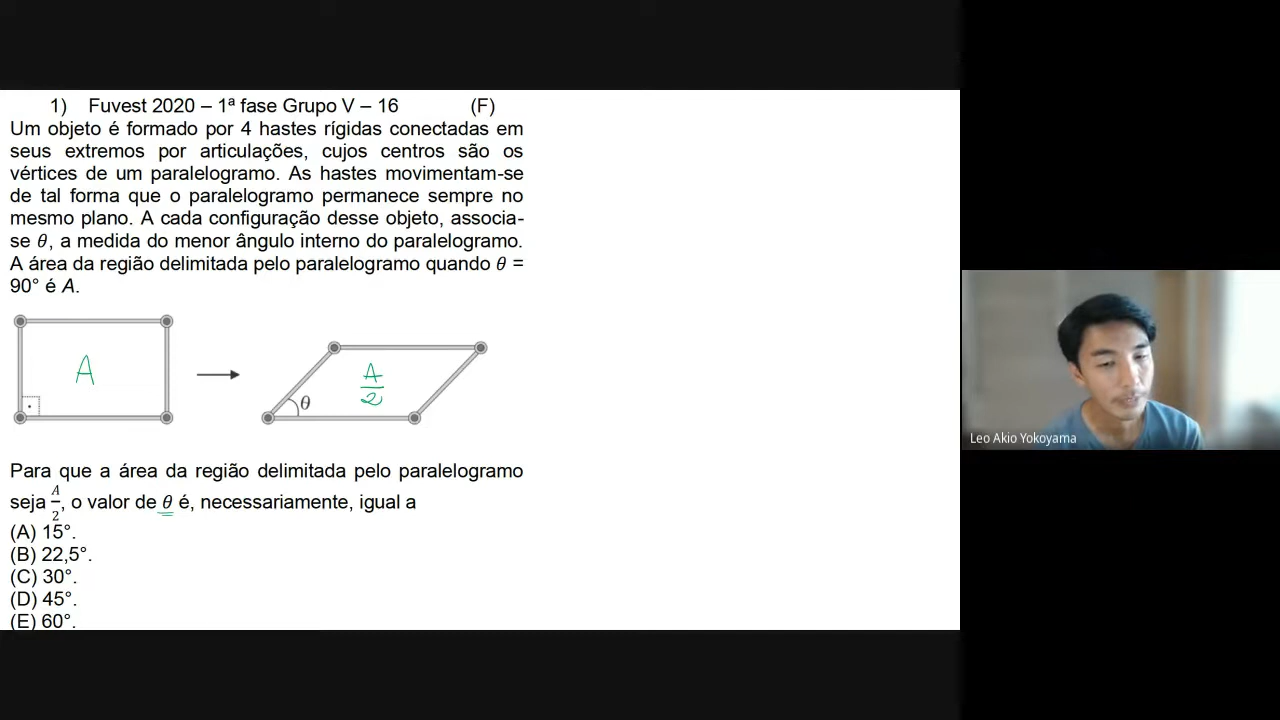 1) Fuvest 2020 – 1ª fase Grupo V – 16 (F)
Um objeto é formado por 4 hastes rígidas conectadas em
seus extremos por articulações, cujos centros são os
vértices de um paralelogramo. As hastes movimentam-se
de tal forma que o paralelogramo permanece sempre no
mesmo plano. A cada configuração desse objeto, associa-
se θ, a medida do menor ângulo interno do paralelogramo.
A área da região delimitada pelo paralelogramo quando θ =
90° é A.
A
A/2
θ
Para que a área da região delimitada pelo paralelogramo
seja A/2, o valor de θ é, necessariamente, igual a
(A) 15°.
(B) 22,5°.
(C) 30°.
(D) 45°.
(E) 60°.
Leo Akio Yokoyama